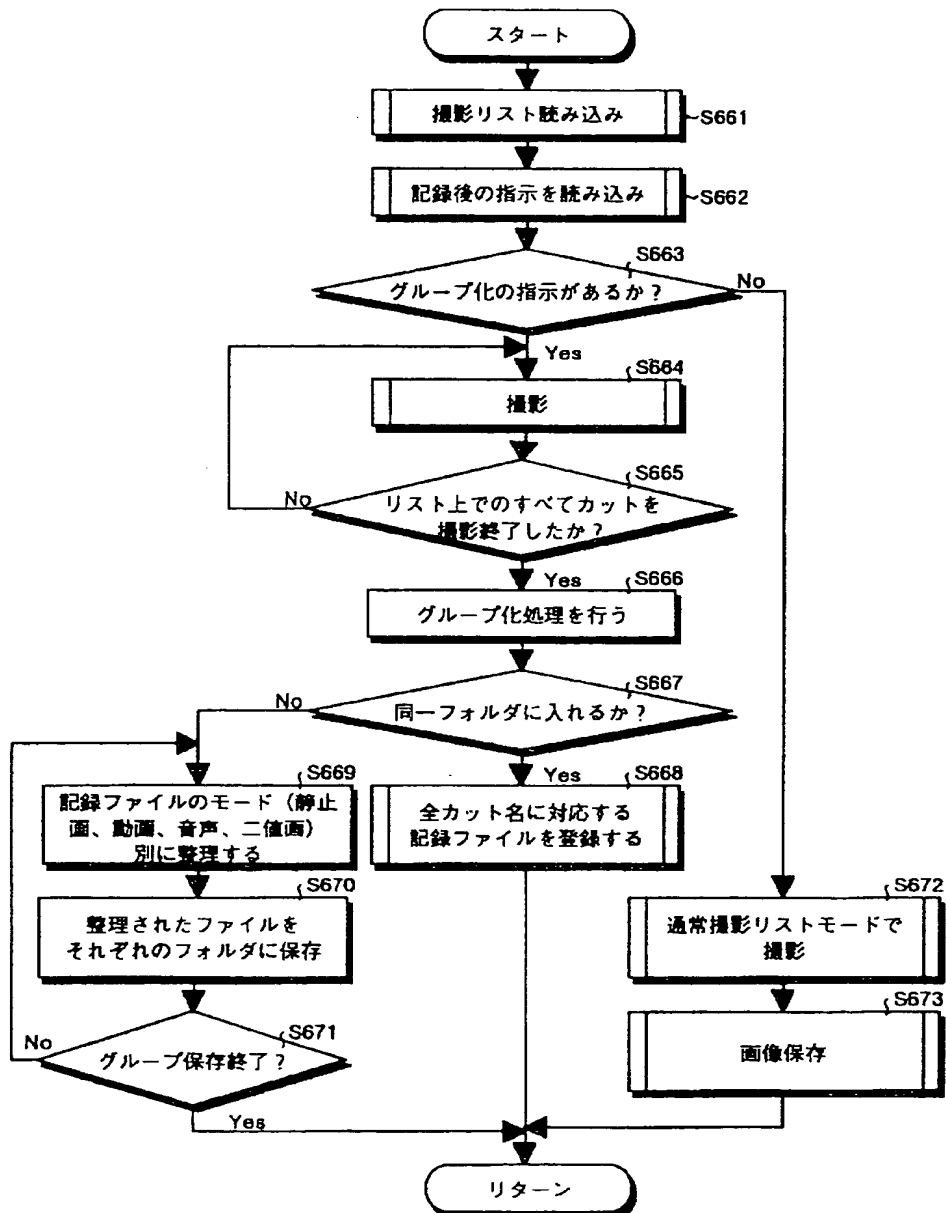 スタート
撮影リスト読み込み
S661
記録後の指示を読み込み
S662
S663
グループ化の指示があるか?
No
Yes
S664
撮影
S665
No
リスト上でのすべてカットを
撮影終了したか?
Yes
S666
グループ化処理を行う
S667
No
同一フォルダに入れるか?
Yes
S668
全カット名に対応する
記録ファイルを登録する
S669
記録ファイルのモード(静止
画、動画、音声、二値画)
別に整理する
S670
整理されたファイルを
それぞれのフォルダに保存
S671
No
グループ保存終了?
Yes
S672
通常撮影リストモードで
撮影
S673
画像保存
リターン